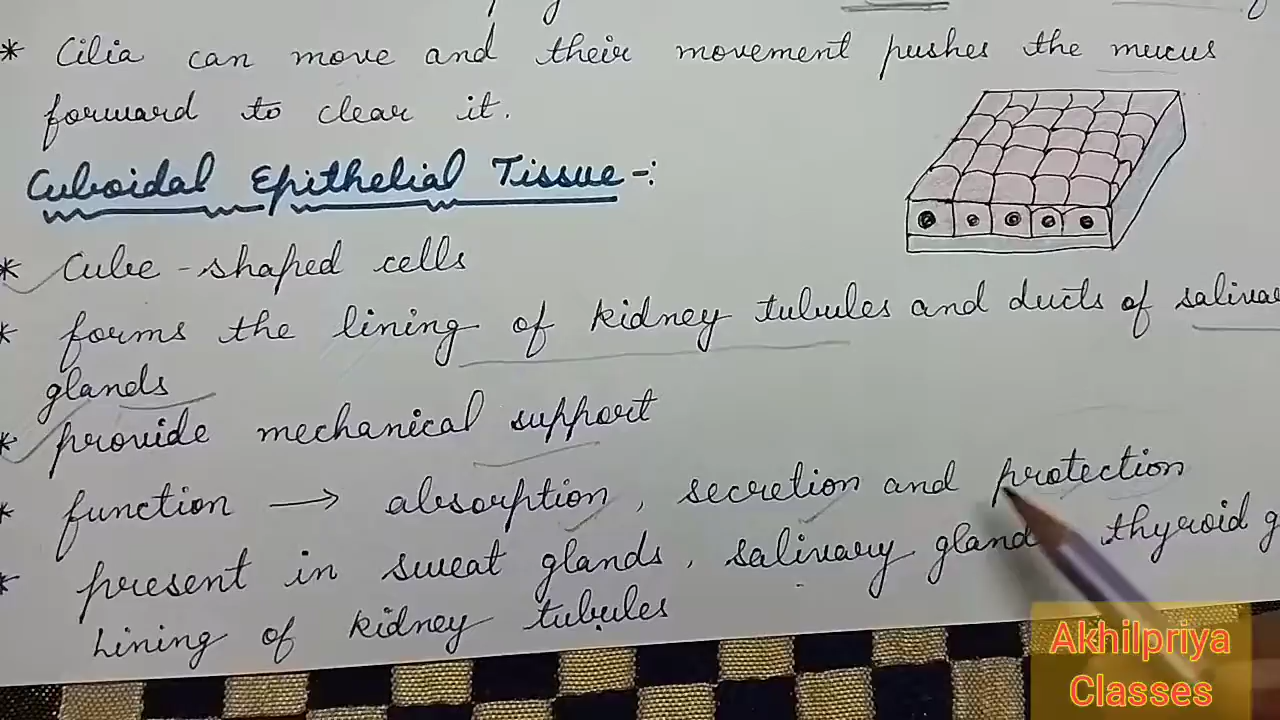 * Cilia can move and their movement pushes the mucus
forward to clear it.
Cuboidal Epithelial Tissue -:
* Cube-shaped cells
* forms the lining of kidney tubules and ducts of
glands
* provide mechanical support
* function → absorption, secretion and protection
* present in sweat glands, salivary gland thyroid
Lining of kidney tubules
Akhilpriya
Classes